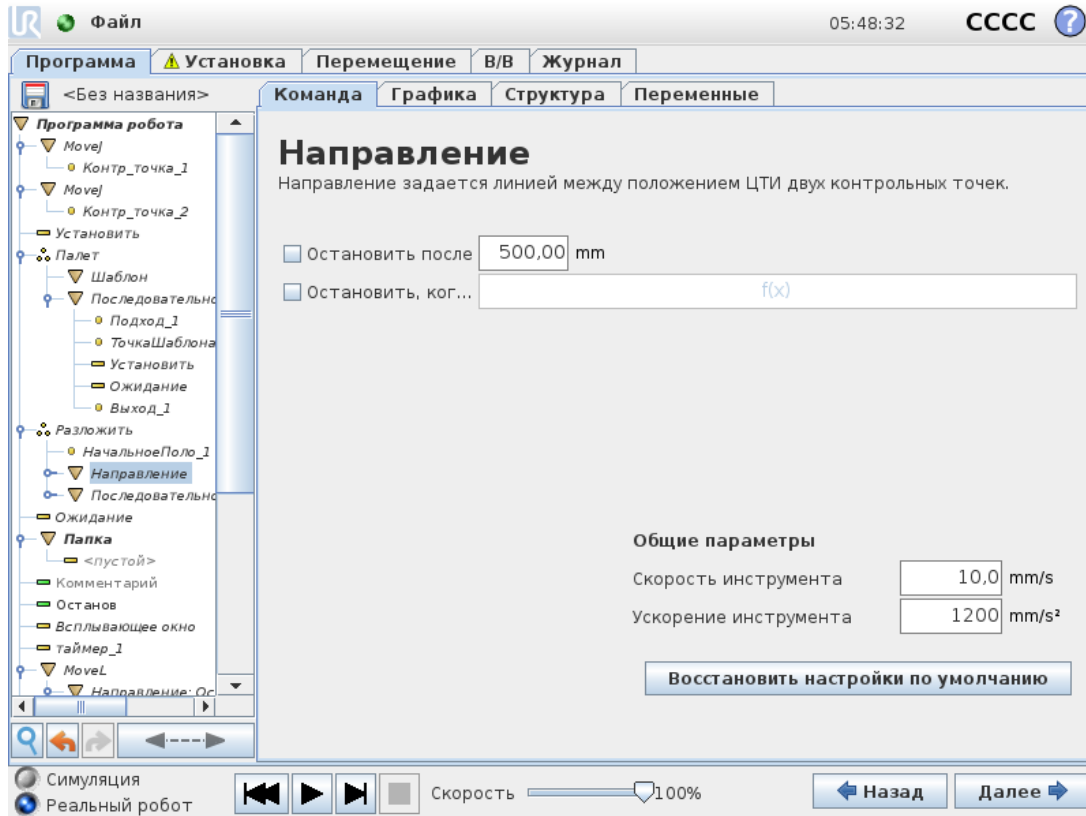 UR Файл 05:48:32 CCCC ?
Программа Установка Перемещение В/В Журнал
<Без названия> Команда Графика Структура Переменные
Программа робота
MoveJ
Контр_точка_1
MoveJ
Контр_точка_2
Установить
Палет
Шаблон
Последовательно
Подход_1
ТочкаШаблона
Установить
Ожидание
Выход_1
Разложить
НачальноеПоло_1
Направление
Последовательно
Ожидание
Папка
<пустой>
Комментарий
Останов
Всплывающее окно
таймер_1
MoveL
Направление: Ос
Направление
Направление задается линией между положением ЦТИ двух контрольных точек.
Остановить после 500,00 mm
Остановить, ког... f(x)
Общие параметры
Скорость инструмента 10,0 mm/s
Ускорение инструмента 1200 mm/s²
Восстановить настройки по умолчанию
Симуляция
Реальный робот
Скорость 100%
Назад Далее